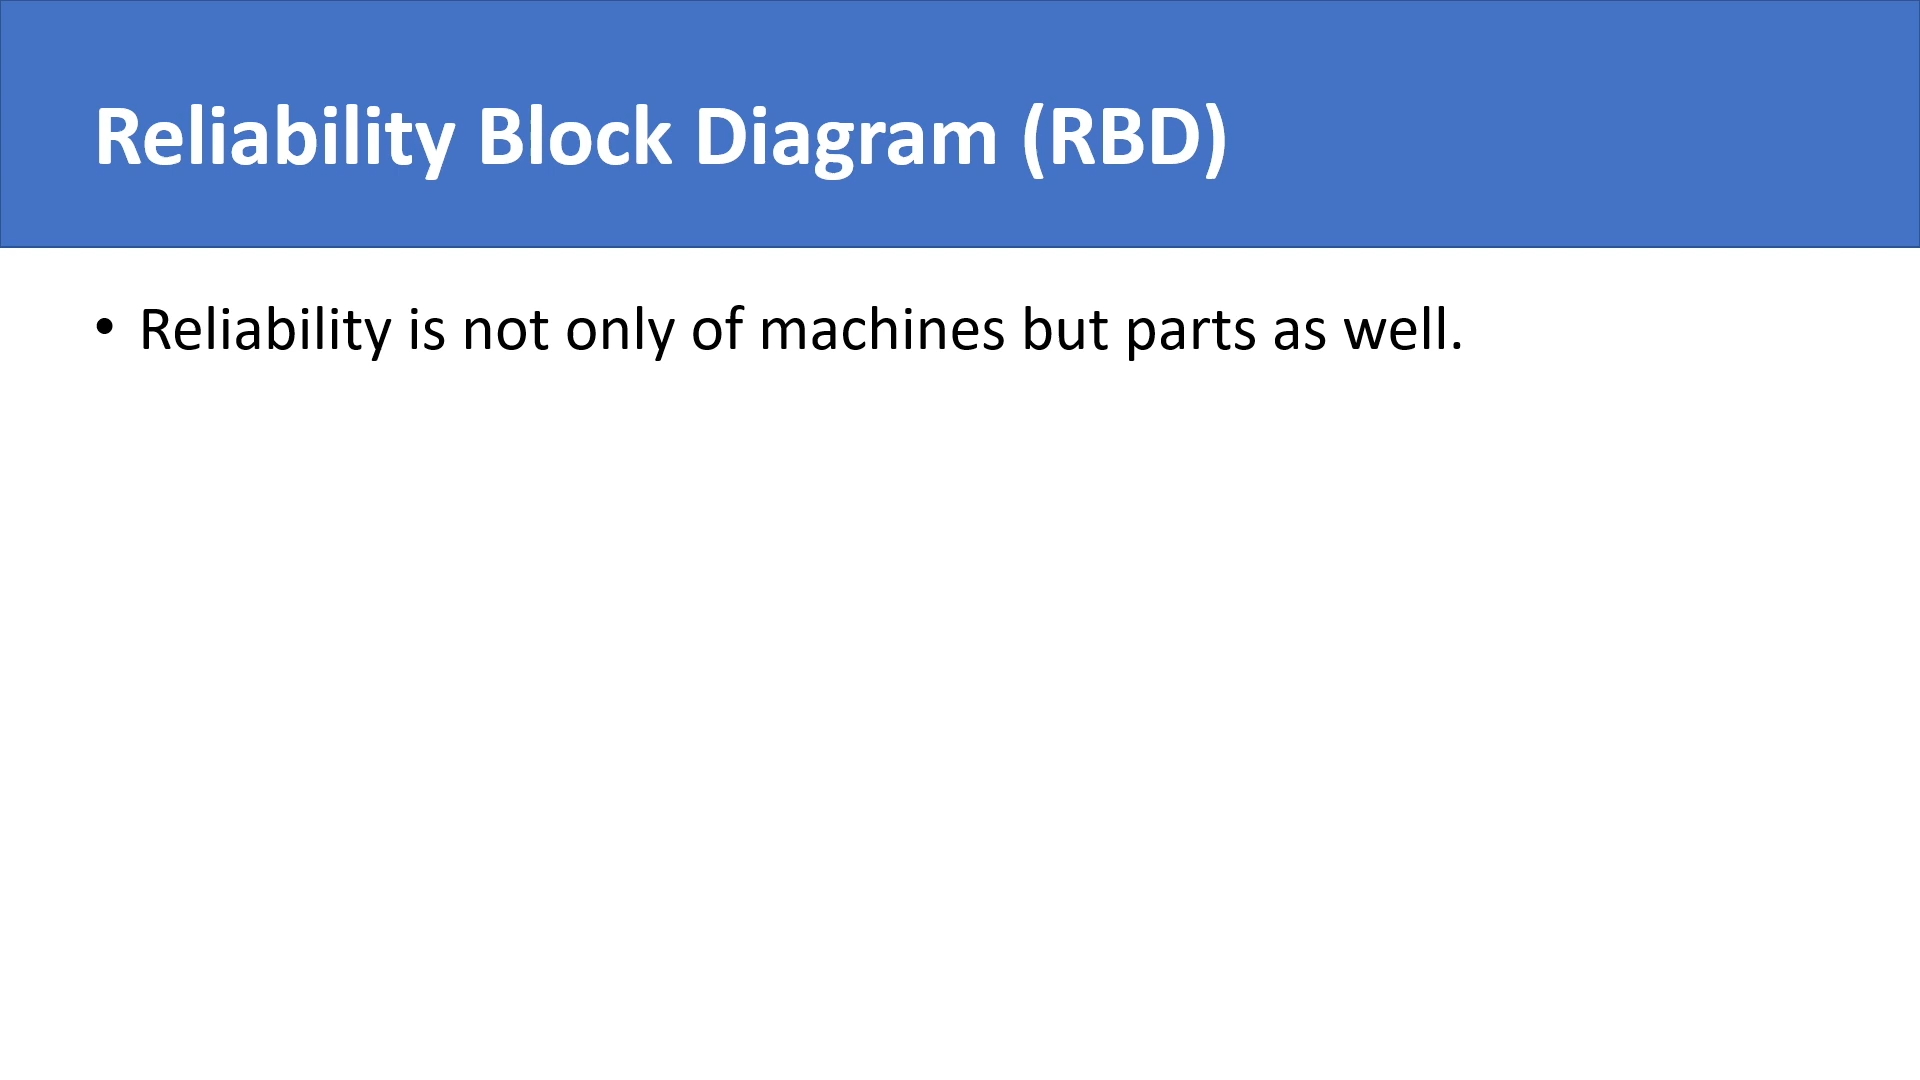 Reliability Block Diagram (RBD)
• Reliability is not only of machines but parts as well.